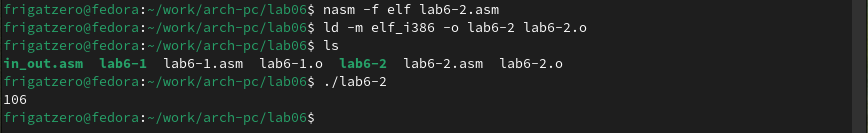 frigatzero@fedora:~/work/arch-pc/lab06$ nasm -f elf lab6-2.asm
frigatzero@fedora:~/work/arch-pc/lab06$ ld -m elf_i386 -o lab6-2 lab6-2.o
frigatzero@fedora:~/work/arch-pc/lab06$ ls
in_out.asm  lab6-1  lab6-1.asm  lab6-1.o  lab6-2  lab6-2.asm  lab6-2.o
frigatzero@fedora:~/work/arch-pc/lab06$ ./lab6-2
106
frigatzero@fedora:~/work/arch-pc/lab06$